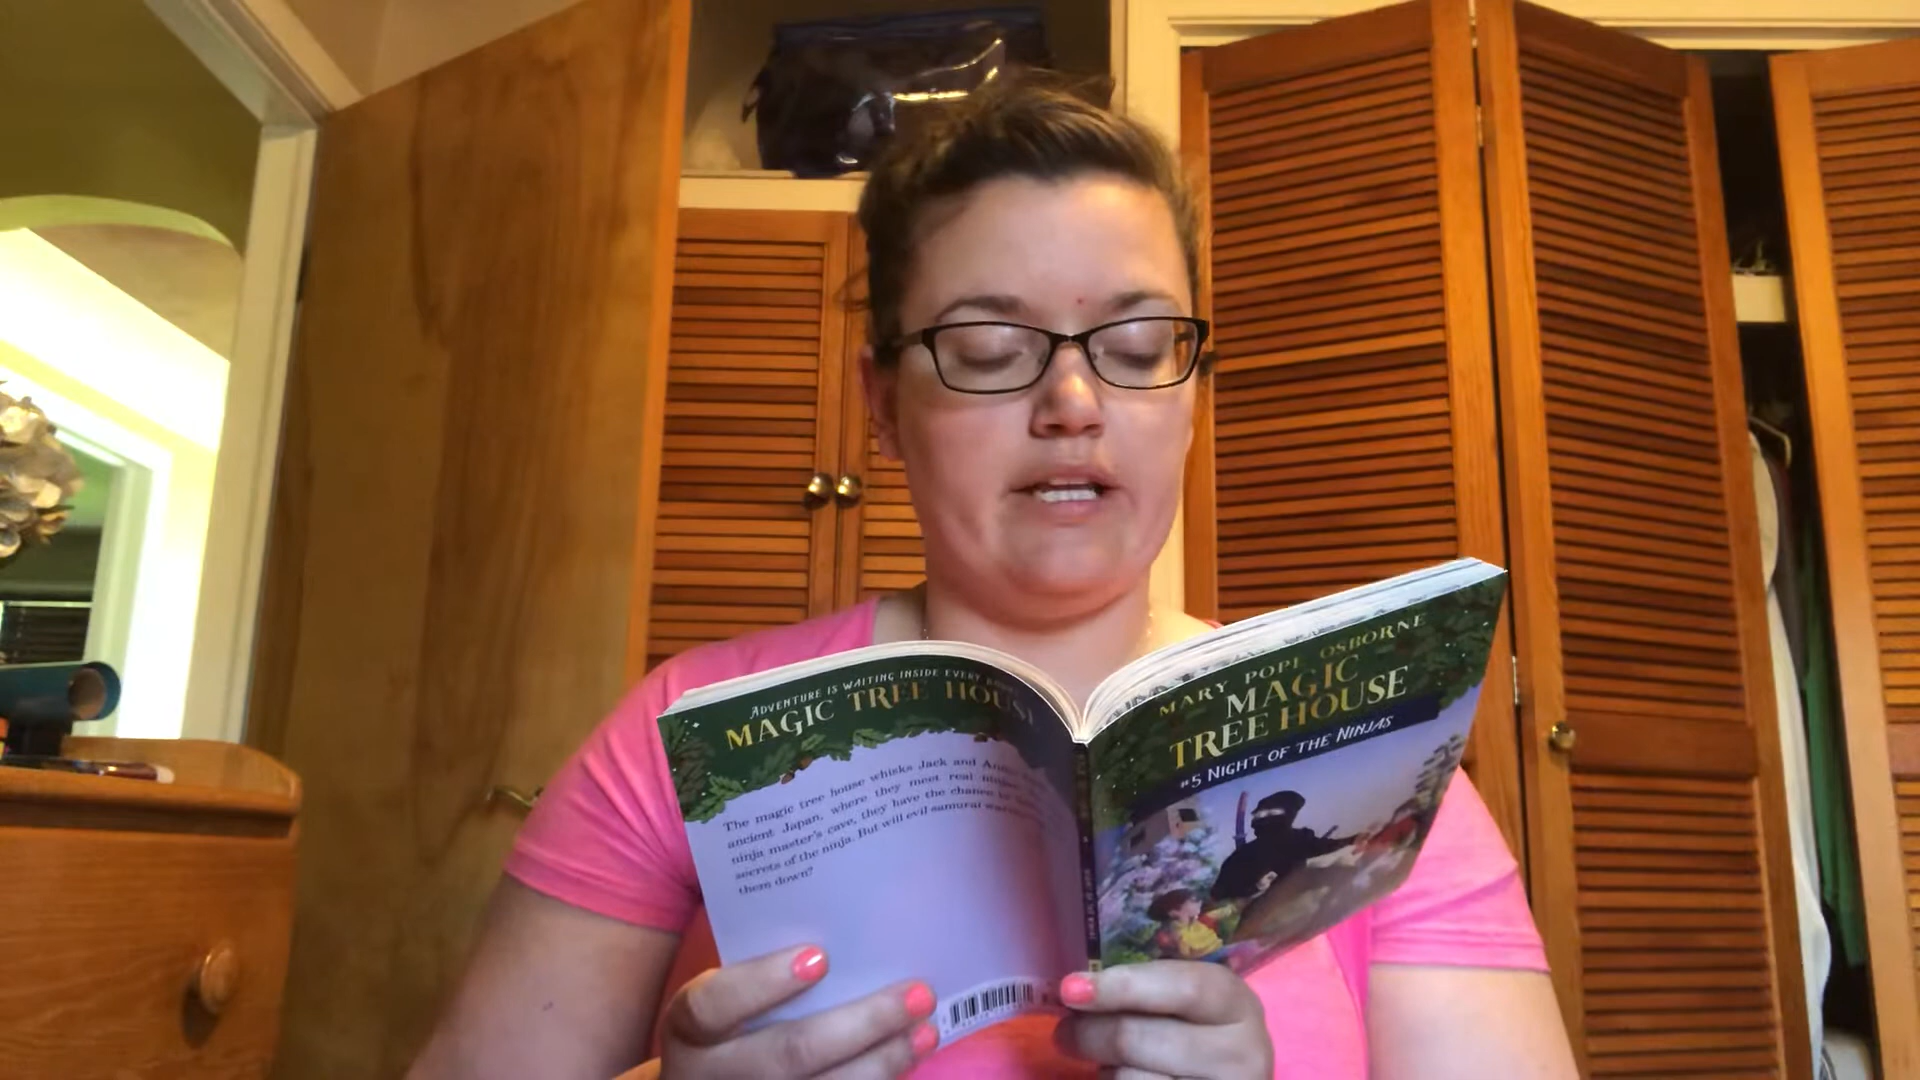 ADVENTURE IS WAITING INSIDE EVERY
MAGIC TREE HOUSE
The magic tree house whisks Jack and
ancient Japan, where they meet real
ninja master's cave, they have the chance
secrets of the ninja. But will evil samurai
them down?
MARY POPE OSBORNE
MAGIC
TREE HOUSE
#5 NIGHT OF THE NINJAS